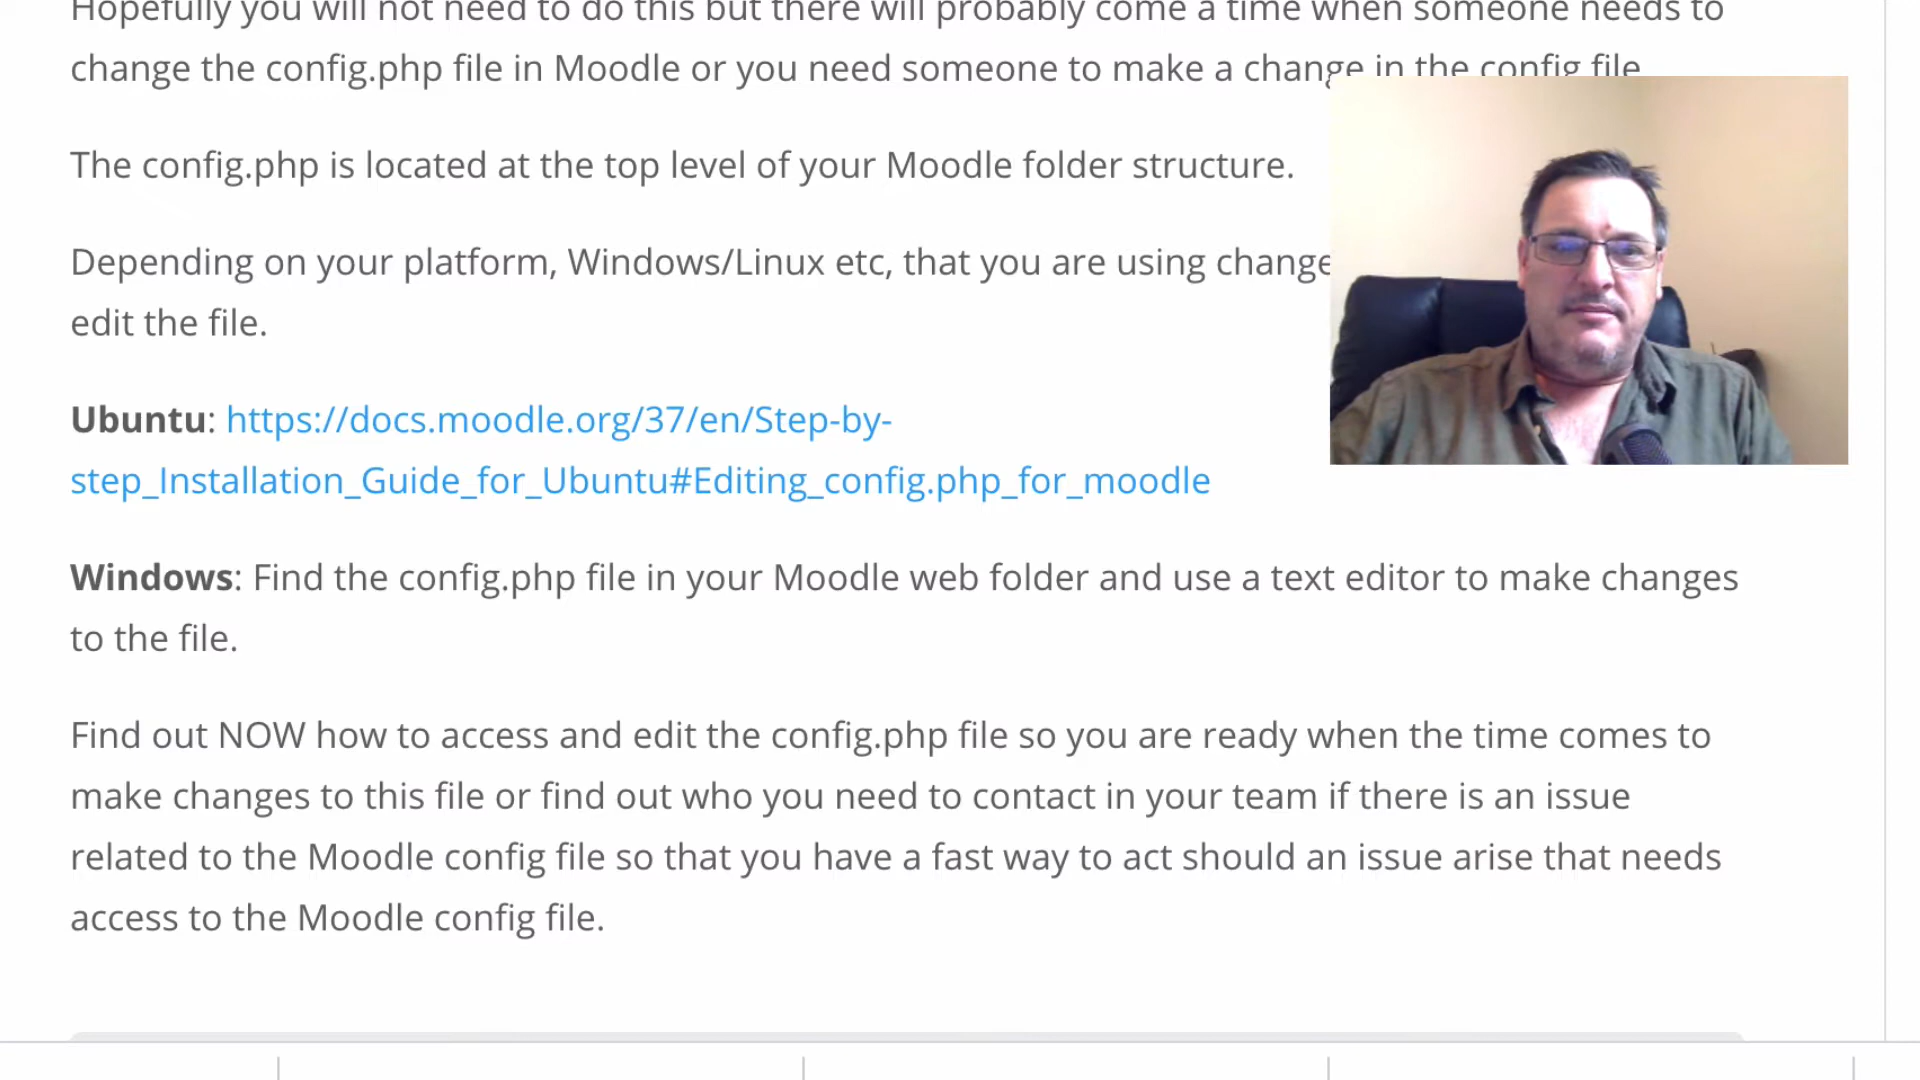 Hopefully you will not need to do this but there will probably come a time when someone needs to
change the config.php file in Moodle or you need someone to make a change in the config file
The config.php is located at the top level of your Moodle folder structure.
Depending on your platform, Windows/Linux etc, that you are using change
edit the file.
Ubuntu: https://docs.moodle.org/37/en/Step-by-
step_Installation_Guide_for_Ubuntu#Editing_config.php_for_moodle
Windows: Find the config.php file in your Moodle web folder and use a text editor to make changes
to the file.
Find out NOW how to access and edit the config.php file so you are ready when the time comes to
make changes to this file or find out who you need to contact in your team if there is an issue
related to the Moodle config file so that you have a fast way to act should an issue arise that needs
access to the Moodle config file.